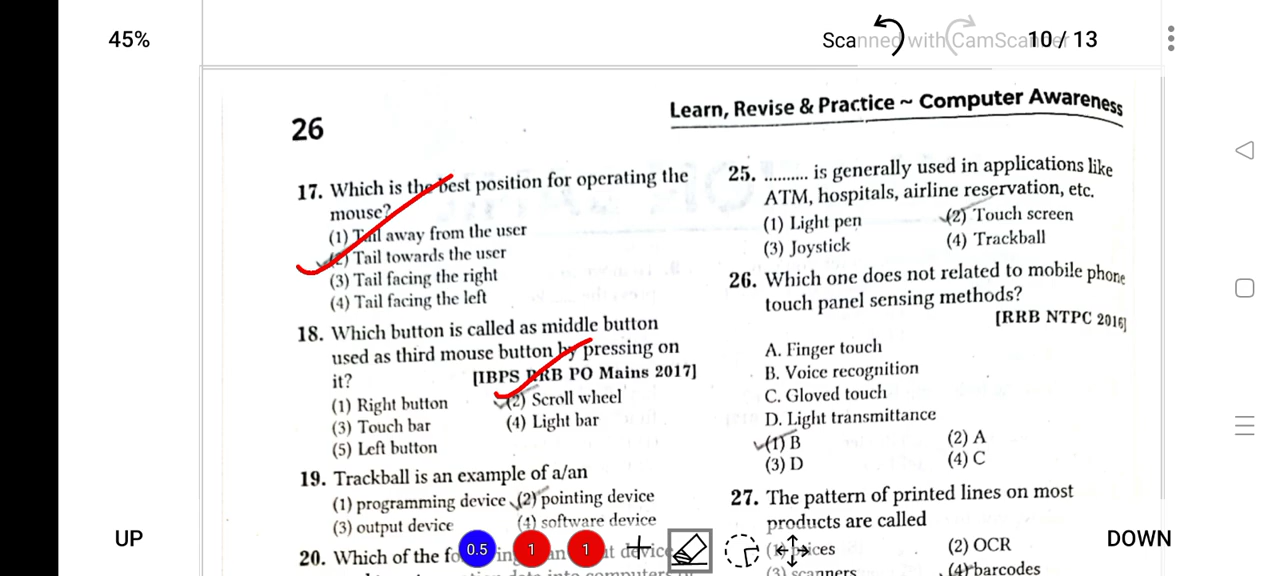 45%
Scanned with CamScanner
10 / 13
26
Learn, Revise & Practice ~ Computer Awareness
17. Which is the best position for operating the
mouse?
(1) Tail away from the user
(2) Tail towards the user
(3) Tail facing the right
(4) Tail facing the left
18. Which button is called as middle button
used as third mouse button by pressing on
it? [IBPS RRB PO Mains 2017]
(1) Right button (2) Scroll wheel
(3) Touch bar (4) Light bar
(5) Left button
19. Trackball is an example of a/an
(1) programming device (2) pointing device
(3) output device (4) software device
20. Which of the
25. .......... is generally used in applications like
ATM, hospitals, airline reservation, etc.
(1) Light pen (2) Touch screen
(3) Joystick (4) Trackball
26. Which one does not related to mobile phone
touch panel sensing methods?
[RRB NTPC 2016]
A. Finger touch
B. Voice recognition
C. Gloved touch
D. Light transmittance
(1) B (2) A
(3) D (4) C
27. The pattern of printed lines on most
products are called
(2) OCR
(3) scanners (4) barcodes
UP
0.5
1
1
DOWN